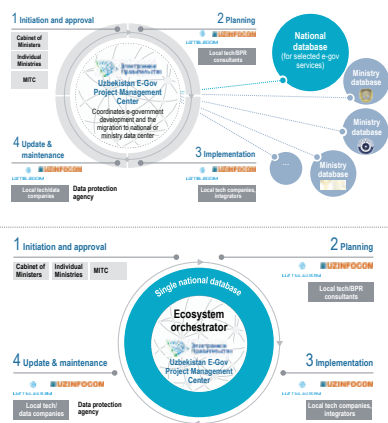 1 Initiation and approval
Cabinet of
Ministers
Individual
Ministries
MITC
2 Planning
UZTELECOM
UZINFOCOM
Local tech/BPR
consultants
Uzbekistan E-Gov
Project Management
Center
Coordinates e-government
development and the
migration to national or
ministry data center
National
database
(for selected e-gov
services)
Ministry
database
Ministry
database
Ministry
database
...
4 Update &
maintenance
UZINFOCOM
UZTELECOM
Local tech/data
companies
Data protection
agency
3 Implementation
UZINFOCOM
UZTELECOM
Local tech companies,
integrators
1 Initiation and approval
Cabinet of
Ministers
Individual
Ministries
MITC
2 Planning
UZINFOCOM
UZTELECOM
Local tech/BPR
consultants
Single national database
Ecosystem
orchestrator
Электронное
Правительство
Uzbekistan E-Gov
Project Management
Center
4 Update & maintenance
UZINFOCOM
UZTELECOM
Local tech/
data companies
Data protection
agency
3 Implementation
UZINFOCOM
UZTELECOM
Local tech companies,
integrators